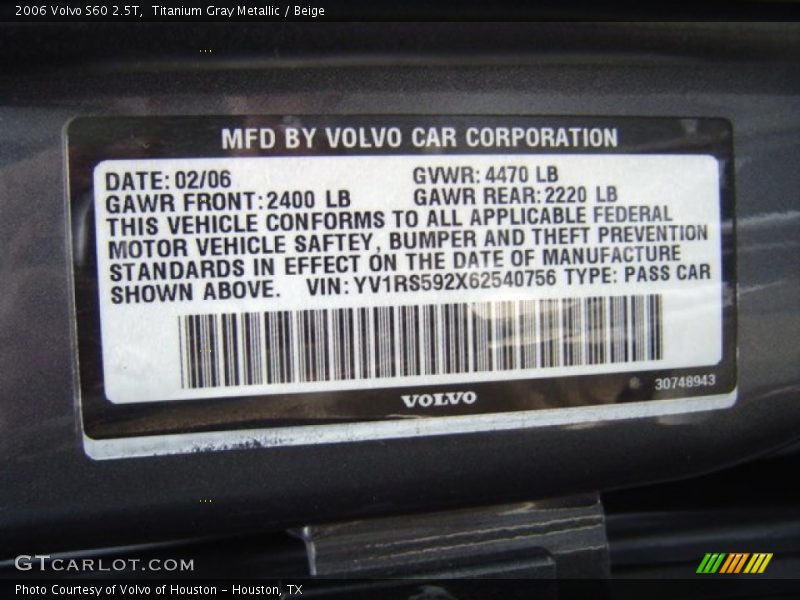 2006 Volvo S60 2.5T,  Titanium Gray Metallic / Beige
MFD BY VOLVO CAR CORPORATION
DATE: 02/06 GVWR: 4470 LB
GAWR FRONT: 2400 LB GAWR REAR: 2220 LB
THIS VEHICLE CONFORMS TO ALL APPLICABLE FEDERAL
MOTOR VEHICLE SAFTEY, BUMPER AND THEFT PREVENTION
STANDARDS IN EFFECT ON THE DATE OF MANUFACTURE
SHOWN ABOVE. VIN: YV1RS592X62540756 TYPE: PASS CAR
30748943
VOLVO
GTCARLOT.COM
Photo Courtesy of Volvo of Houston - Houston, TX